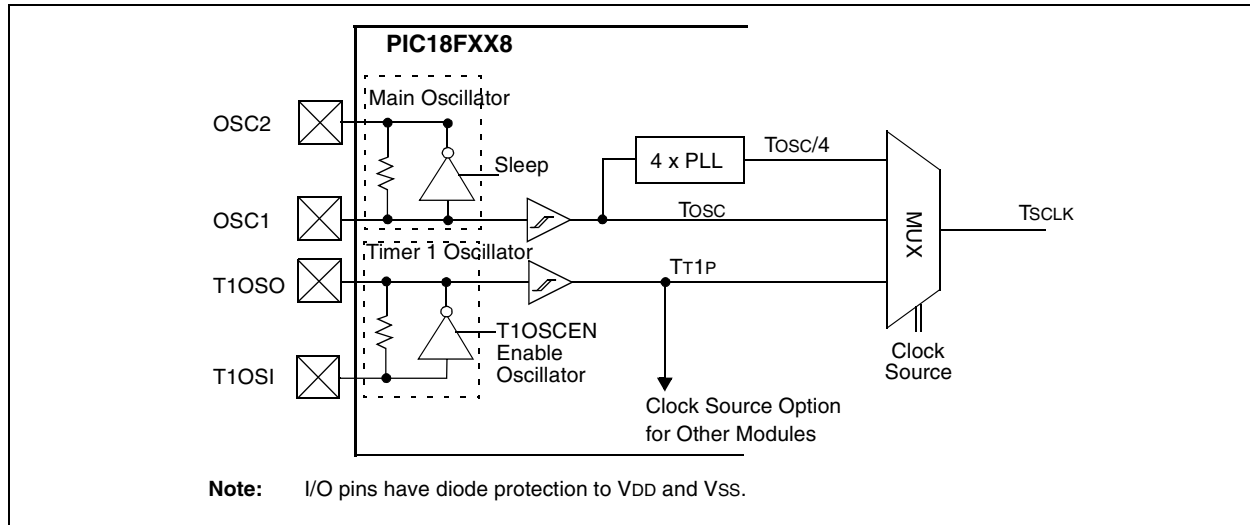 PIC18FXX8
Main Oscillator
OSC2
Sleep
OSC1
4 x PLL
TOSC/4
TOSC
MUX
TSCLK
Timer 1 Oscillator
T1OSO
TT1P
T1OSCEN
Enable
Oscillator
T1OSI
Clock
Source
Clock Source Option
for Other Modules
Note: I/O pins have diode protection to VDD and VSS.